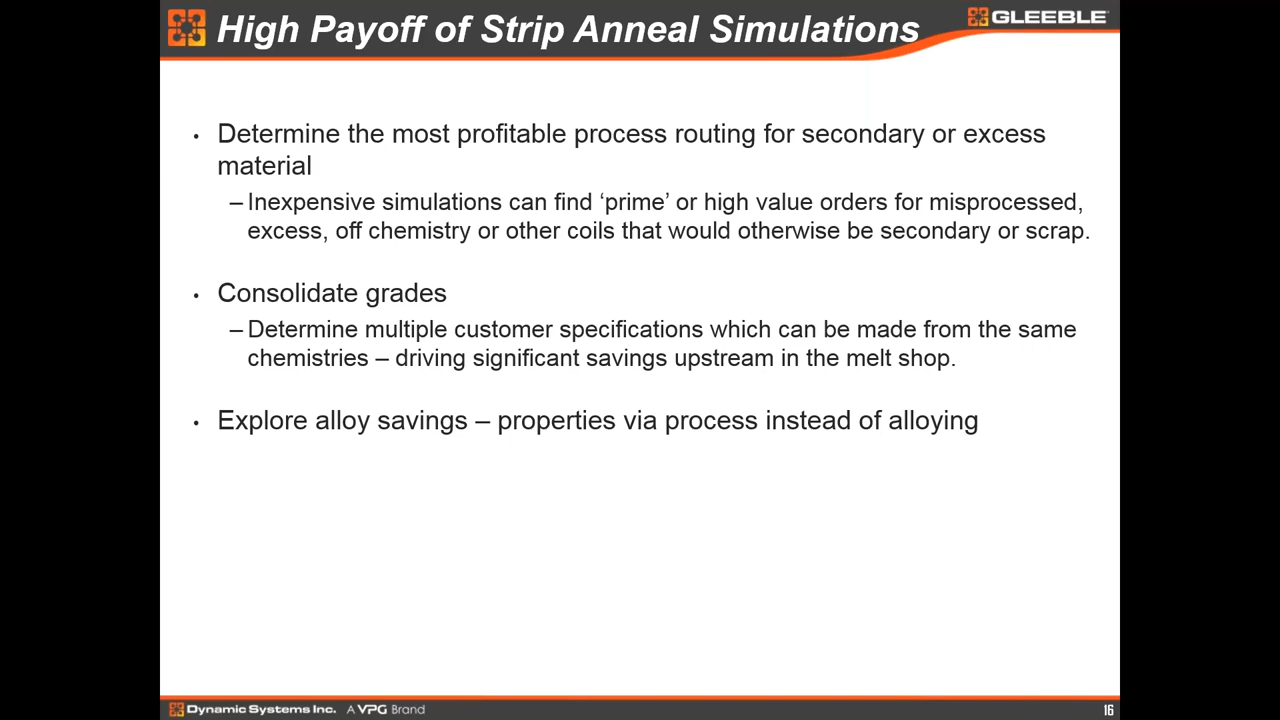 High Payoff of Strip Anneal Simulations
GLEEBLE®
• Determine the most profitable process routing for secondary or excess
material
– Inexpensive simulations can find ‘prime’ or high value orders for misprocessed,
excess, off chemistry or other coils that would otherwise be secondary or scrap.
• Consolidate grades
– Determine multiple customer specifications which can be made from the same
chemistries – driving significant savings upstream in the melt shop.
• Explore alloy savings – properties via process instead of alloying
Dynamic Systems Inc. A VPG Brand
16